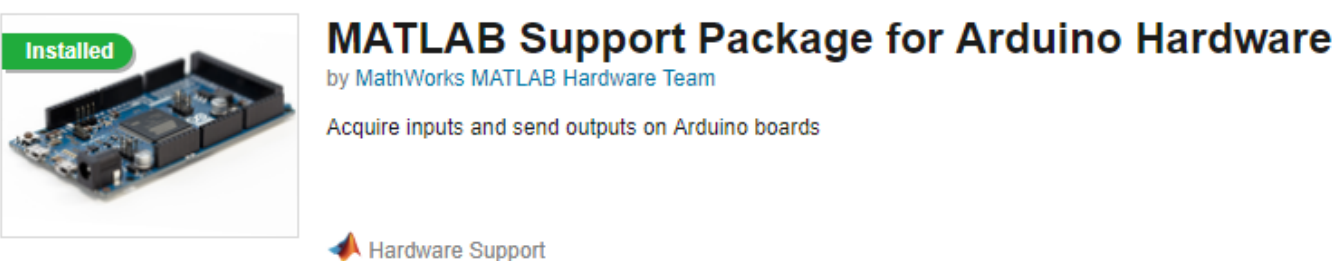 Installed
MATLAB Support Package for Arduino Hardware
by MathWorks MATLAB Hardware Team
Acquire inputs and send outputs on Arduino boards
Hardware Support